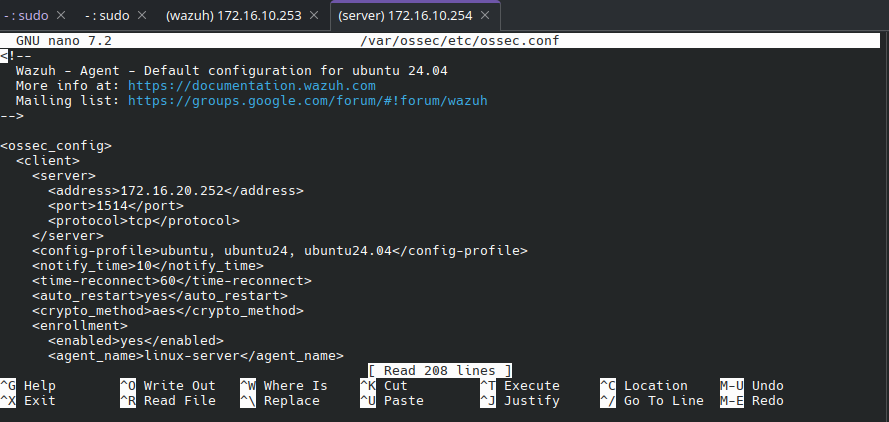 - : sudo × - : sudo × (wazuh) 172.16.10.253 × (server) 172.16.10.254 ×
GNU nano 7.2 /var/ossec/etc/ossec.conf
<!--
  Wazuh - Agent - Default configuration for ubuntu 24.04
  More info at: https://documentation.wazuh.com
  Mailing list: https://groups.google.com/forum/#!forum/wazuh
-->
<ossec_config>
  <client>
    <server>
      <address>172.16.20.252</address>
      <port>1514</port>
      <protocol>tcp</protocol>
    </server>
    <config-profile>ubuntu, ubuntu24, ubuntu24.04</config-profile>
    <notify_time>10</notify_time>
    <time-reconnect>60</time-reconnect>
    <auto_restart>yes</auto_restart>
    <crypto_method>aes</crypto_method>
    <enrollment>
      <enabled>yes</enabled>
      <agent_name>linux-server</agent_name>
[ Read 208 lines ]
^G Help ^O Write Out ^W Where Is ^K Cut ^T Execute ^C Location M-U Undo
^X Exit ^R Read File ^\ Replace ^U Paste ^J Justify ^/ Go To Line M-E Redo